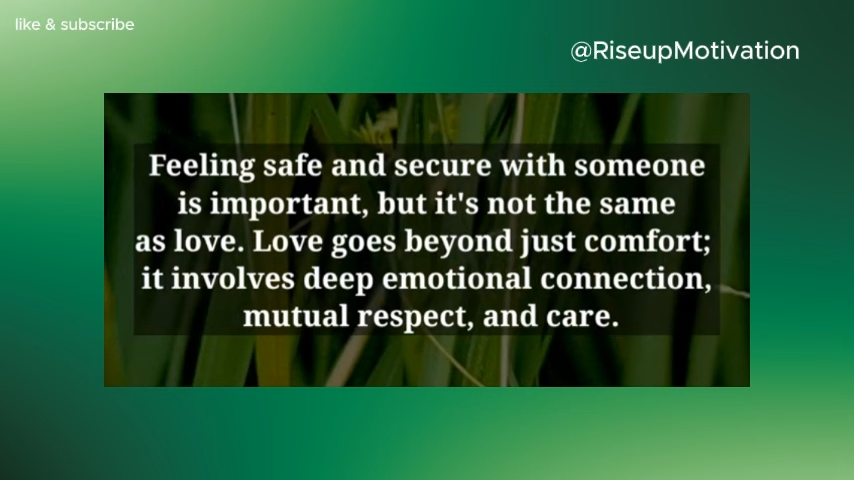 like & subscribe
@RiseupMotivation
Feeling safe and secure with someone
is important, but it's not the same
as love. Love goes beyond just comfort;
it involves deep emotional connection,
mutual respect, and care.